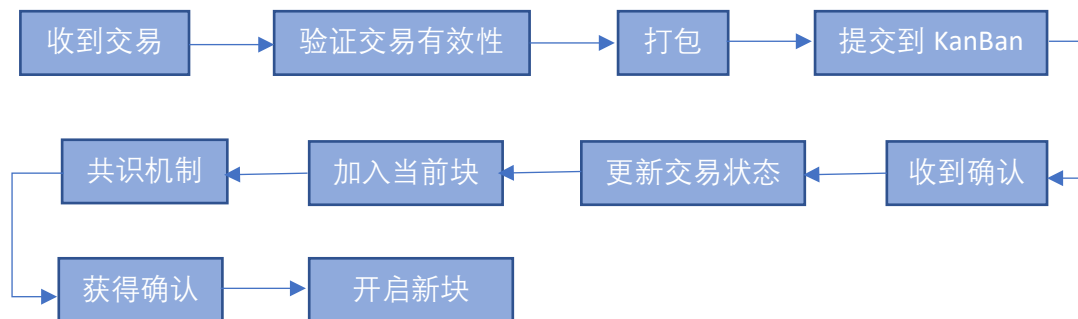 收到交易
验证交易有效性
打包
提交到 KanBan
收到确认
更新交易状态
加入当前块
共识机制
获得确认
开启新块